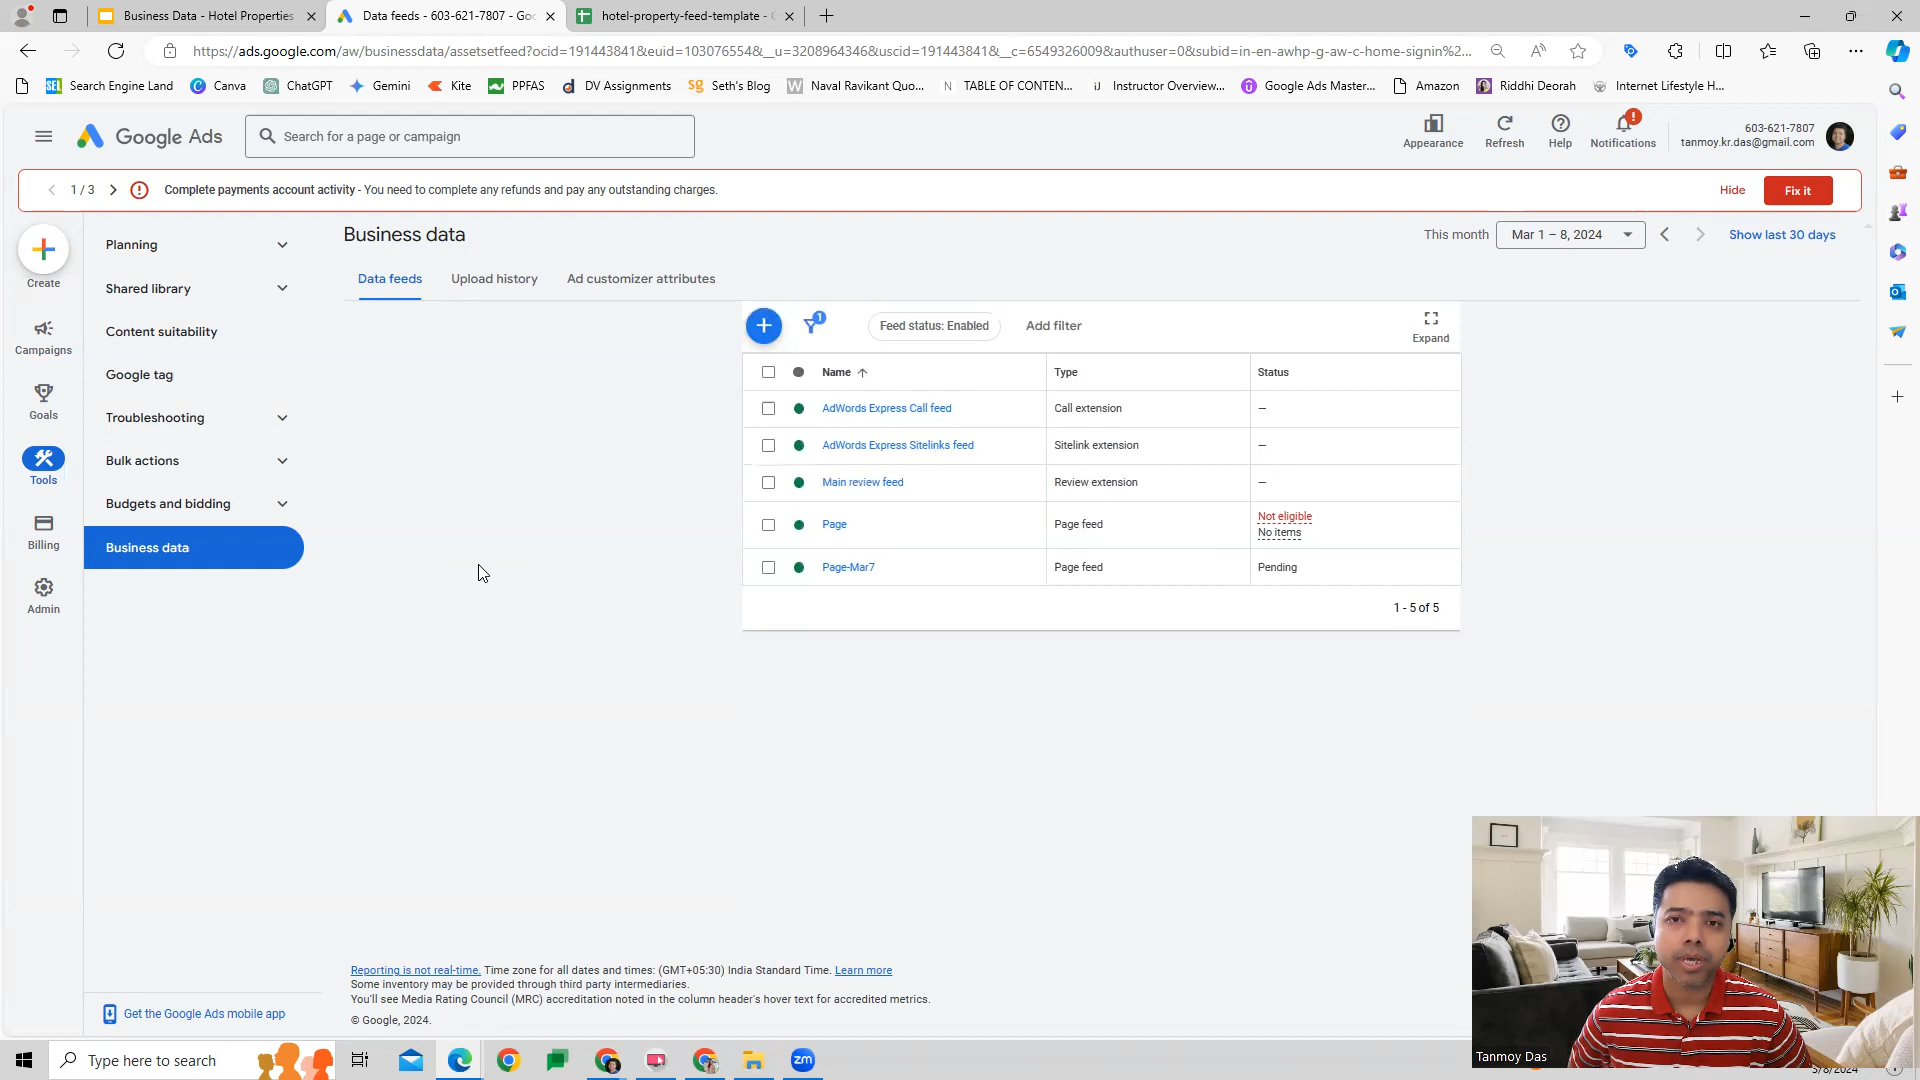 Business Data - Hotel Properties
Data feeds - 603-621-7807 - Goo
hotel-property-feed-template -
https://ads.google.com/aw/businessdata/assetsetfeed?ocid=191443841&euid=1030766554&__u=3208964346&uscid=191443841&__c=6549326009&authuser=0&subid=in-en-awhp-g-aw-c-home-signin%2...
SEL Search Engine Land
Canva
ChatGPT
Gemini
Kite
PPFAS
DV Assignments
Seth's Blog
Naval Ravikant Quo...
TABLE OF CONTEN...
Instructor Overview...
Google Ads Master...
Amazon
Riddhi Deorah
Internet Lifestyle H...
Google Ads
Search for a page or campaign
Appearance
Refresh
Help
Notifications
603-621-7807
tanmoy.kr.das@gmail.com
1 / 3
Complete payments account activity - You need to complete any refunds and pay any outstanding charges.
Hide
Fix it
Create
Campaigns
Goals
Tools
Billing
Admin
Planning
Shared library
Content suitability
Google tag
Troubleshooting
Bulk actions
Budgets and bidding
Business data
Get the Google Ads mobile app
Business data
This month
Mar 1 – 8, 2024
Show last 30 days
Data feeds
Upload history
Ad customizer attributes
1
Feed status: Enabled
Add filter
Expand
Name
Type
Status
AdWords Express Call feed
Call extension
—
AdWords Express Sitelinks feed
Sitelink extension
—
Main review feed
Review extension
—
Page
Page feed
Not eligible
No items
Page-Mar7
Page feed
Pending
1 - 5 of 5
Reporting is not real-time. Time zone for all dates and times: (GMT+05:30) India Standard Time. Learn more
Some inventory may be provided through third party intermediaries.
You'll see Media Rating Council (MRC) accreditation noted in the column header's hover text for accredited metrics.
© Google, 2024.
Tanmoy Das
Type here to search
zm
3/8/2024